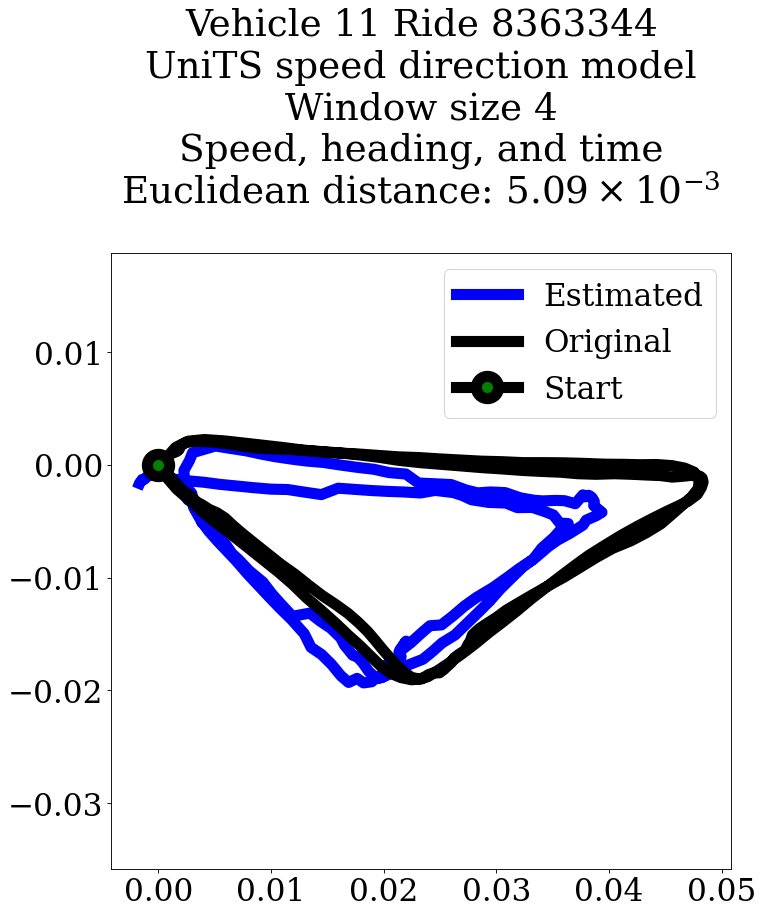 Vehicle 11 Ride 8363344
UniTS speed direction model
Window size 4
Speed, heading, and time
Euclidean distance: 5.09 × 10⁻³
Estimated
Original
Start
0.01
0.00
−0.01
−0.02
−0.03
0.00 0.01 0.02 0.03 0.04 0.05